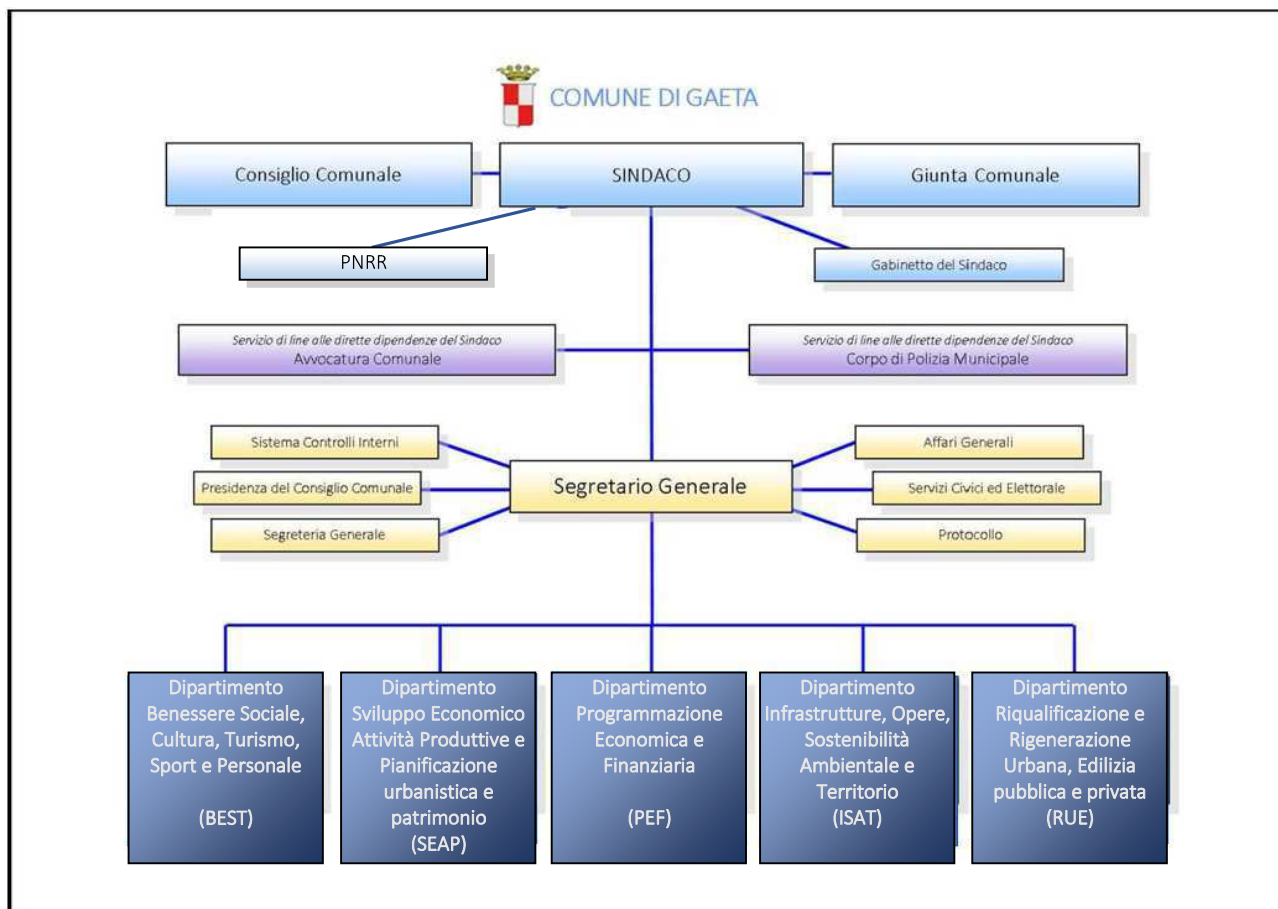 COMUNE DI GAETA
Consiglio Comunale
SINDACO
Giunta Comunale
PNRR
Gabinetto del Sindaco
Servizio di line alle dirette dipendenze del Sindaco
Avvocatura Comunale
Servizio di line alle dirette dipendenze del Sindaco
Corpo di Polizia Municipale
Sistema Controlli Interni
Affari Generali
Segretario Generale
Presidenza del Consiglio Comunale
Servizi Civici ed Elettorale
Segreteria Generale
Protocollo
Dipartimento
Benessere Sociale,
Cultura, Turismo,
Sport e Personale
(BEST)
Dipartimento
Sviluppo Economico
Attività Produttive e
Pianificazione
urbanistica e
patrimonio
(SEAP)
Dipartimento
Programmazione
Economica e
Finanziaria
(PEF)
Dipartimento
Infrastrutture, Opere,
Sostenibilità
Ambientale e
Territorio
(ISAT)
Dipartimento
Riqualificazione e
Rigenerazione
Urbana, Edilizia
pubblica e privata
(RUE)